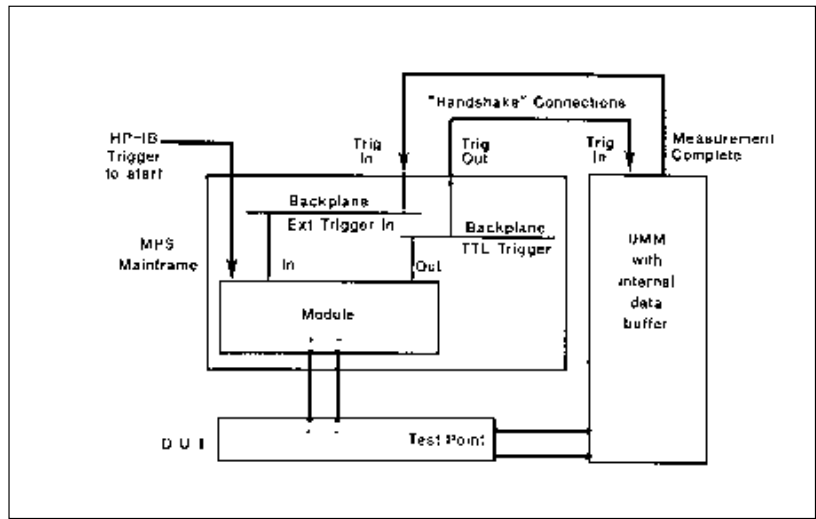 "Handshake" Connections
HP-IB
Trigger
to start
Trig
In
Trig
Out
Trig
In
Measurement
Complete
Backplane
Ext Trigger In
Backplane
TTL Trigger
MPS
Mainframe
In
Out
Module
DMM
with
internal
data
buffer
D U T
Test Point